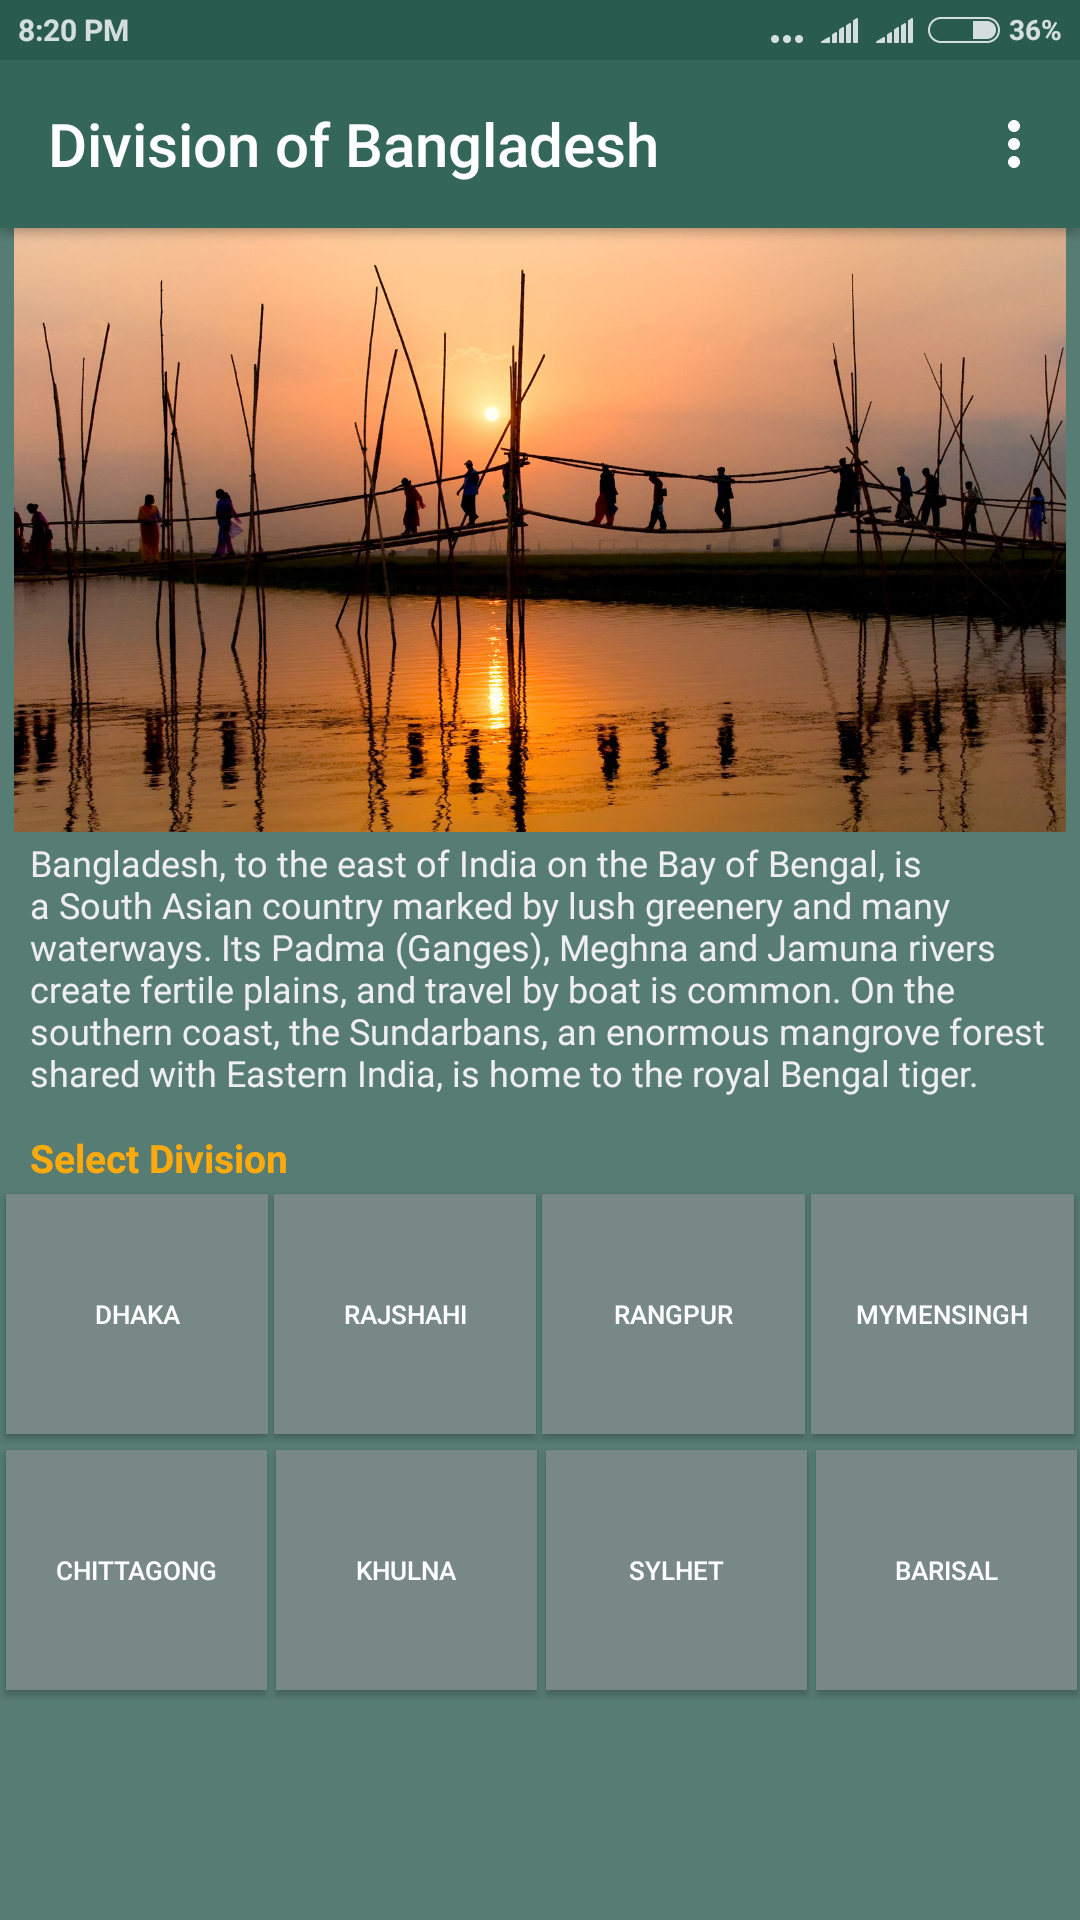 8:20 PM 36%
Division of Bangladesh
Bangladesh, to the east of India on the Bay of Bengal, is
a South Asian country marked by lush greenery and many
waterways. Its Padma (Ganges), Meghna and Jamuna rivers
create fertile plains, and travel by boat is common. On the
southern coast, the Sundarbans, an enormous mangrove forest
shared with Eastern India, is home to the royal Bengal tiger.
Select Division
DHAKA RAJSHAHI RANGPUR MYMENSINGH
CHITTAGONG KHULNA SYLHET BARISAL